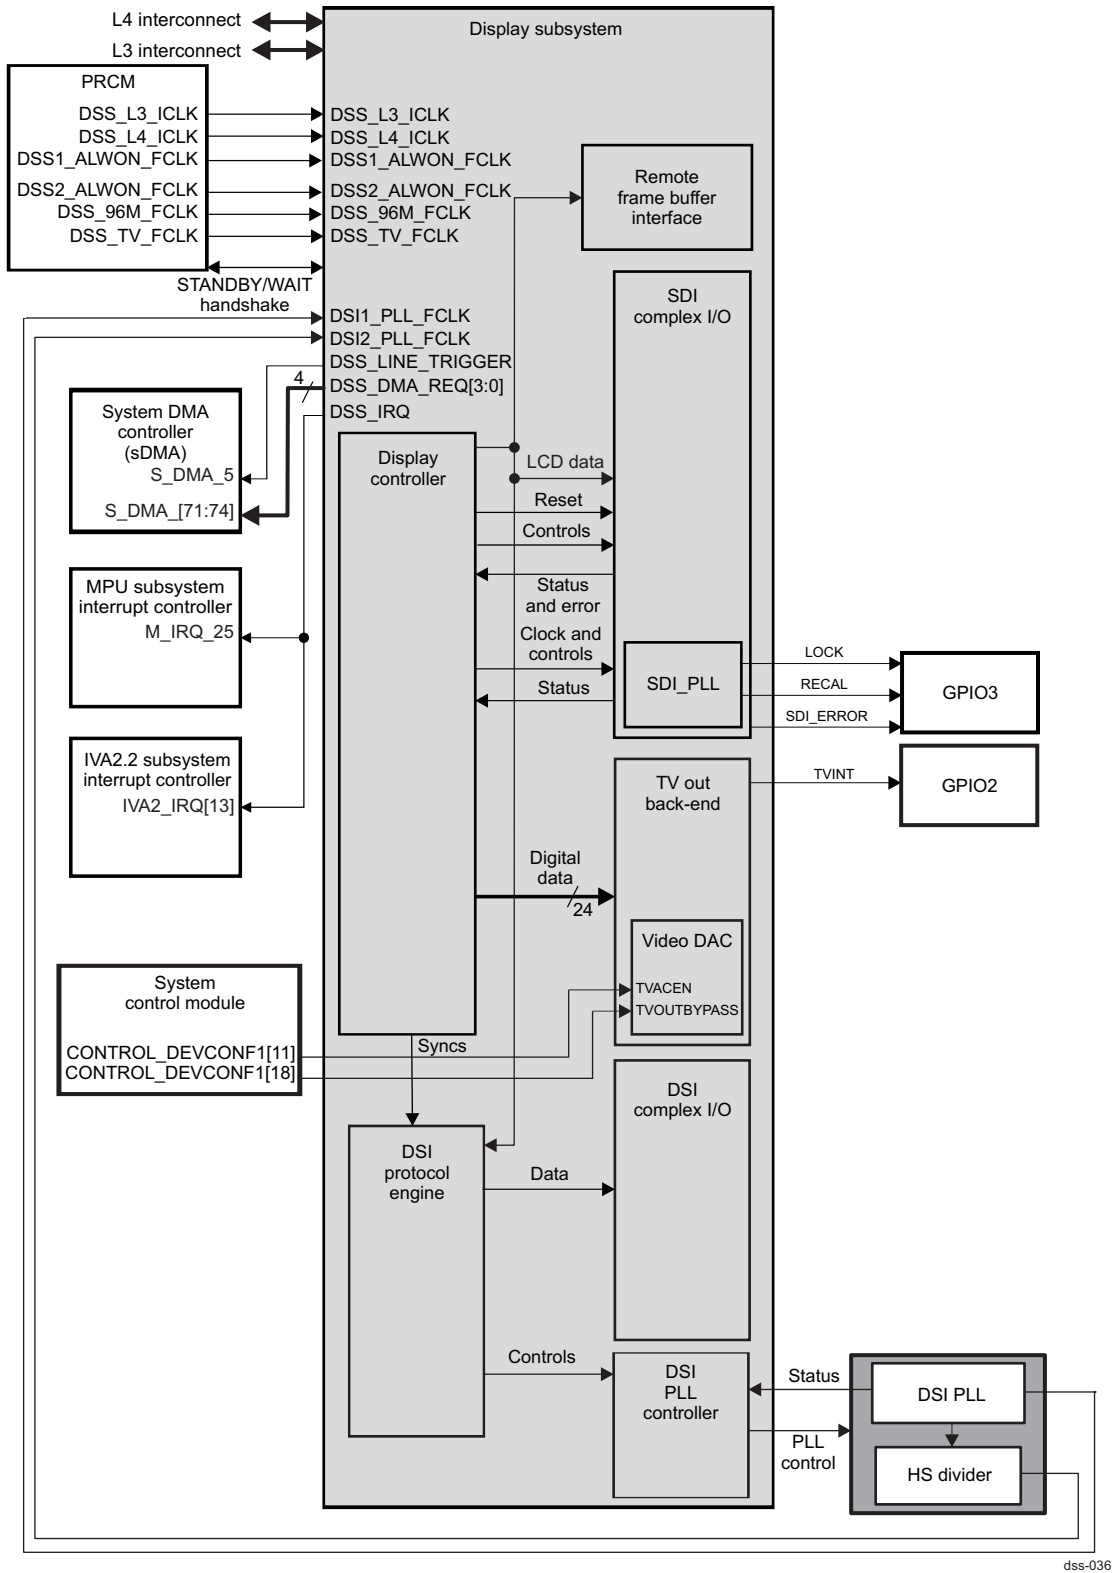 L4 interconnect
L3 interconnect
Display subsystem
PRCM
DSS_L3_ICLK
DSS_L4_ICLK
DSS1_ALWON_FCLK
DSS2_ALWON_FCLK
DSS_96M_FCLK
DSS_TV_FCLK
DSS_L3_ICLK
DSS_L4_ICLK
DSS1_ALWON_FCLK
DSS2_ALWON_FCLK
DSS_96M_FCLK
DSS_TV_FCLK
STANDBY/WAIT
handshake
DSI1_PLL_FCLK
DSI2_PLL_FCLK
DSS_LINE_TRIGGER
DSS_DMA_REQ[3:0]
DSS_IRQ
4
Remote
frame buffer
interface
SDI
complex I/O
System DMA
controller
(sDMA)
S_DMA_5
S_DMA_[71:74]
Display
controller
LCD data
Reset
Controls
Status
and error
Clock and
controls
Status
SDI_PLL
LOCK
RECAL
SDI_ERROR
GPIO3
MPU subsystem
interrupt controller
M_IRQ_25
IVA2.2 subsystem
interrupt controller
IVA2_IRQ[13]
TV out
back-end
TVINT
GPIO2
Digital
data
24
Video DAC
TVACEN
TVOUTBYPASS
System
control module
CONTROL_DEVCONF1[11]
CONTROL_DEVCONF1[18]
Syncs
DSI
complex I/O
DSI
protocol
engine
Data
Controls
DSI
PLL
controller
Status
PLL
control
DSI PLL
HS divider
dss-036